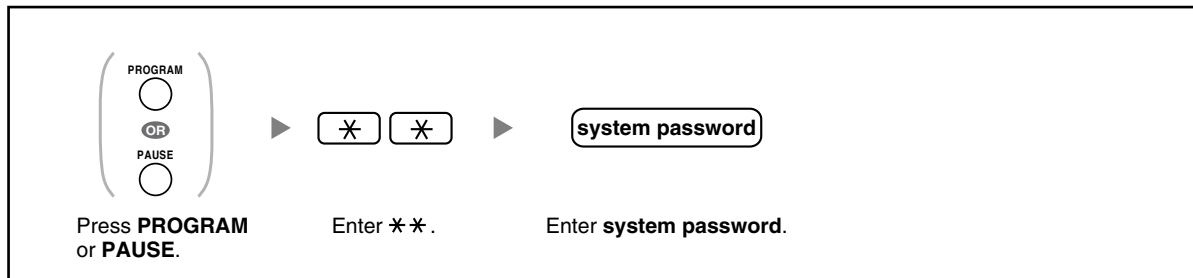 PROGRAM
OR
PAUSE
✳ ✳
system password
Press PROGRAM
or PAUSE.
Enter ✳✳.
Enter system password.